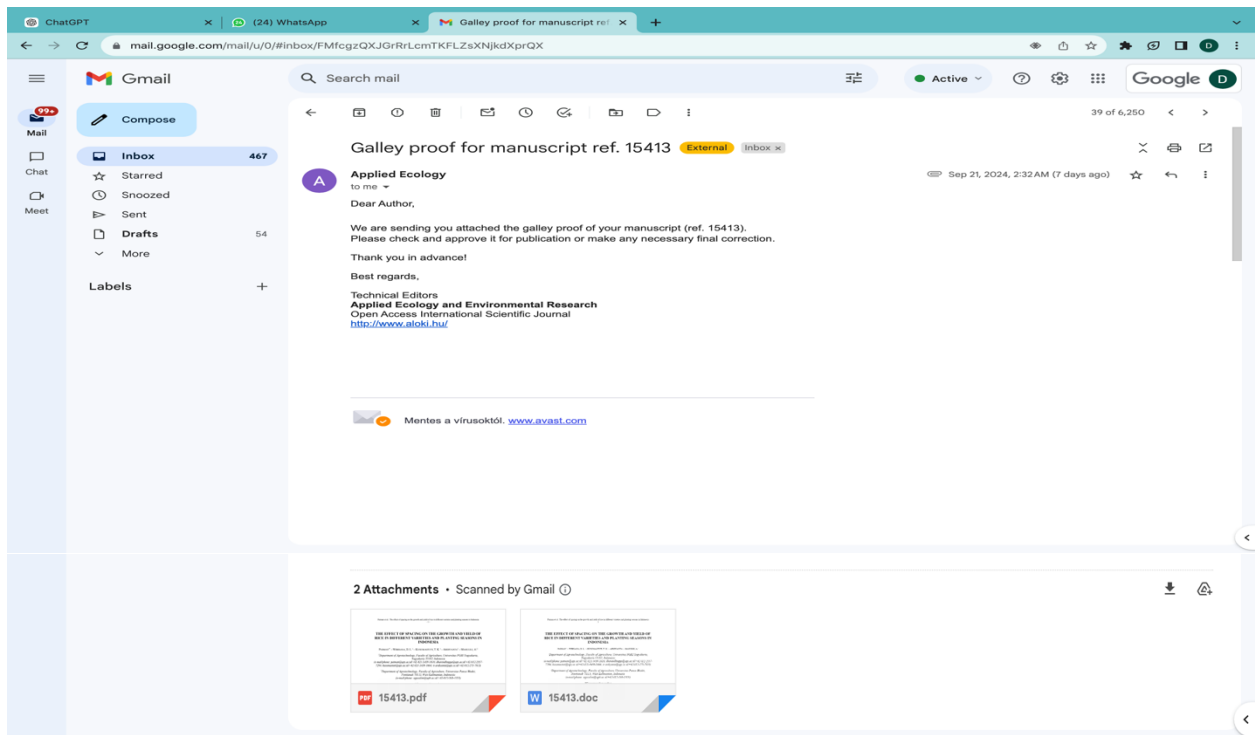 ChatGPT
(24) WhatsApp
Galley proof for manuscript ref
mail.google.com/mail/u/0/#inbox/FMfcgzQXJGrRrLcmTKFLZsXNjkdXprQX
D
Gmail
Search mail
Active
Google
D
99+
Mail
Chat
Meet
Compose
Inbox 467
Starred
Snoozed
Sent
Drafts 54
More
Labels
39 of 6,250
Galley proof for manuscript ref. 15413 External Inbox x
A
Applied Ecology
Sep 21, 2024, 2:32 AM (7 days ago)
to me
Dear Author,
We are sending you attached the galley proof of your manuscript (ref. 15413).
Please check and approve it for publication or make any necessary final correction.
Thank you in advance!
Best regards,
Technical Editors
Applied Ecology and Environmental Research
Open Access International Scientific Journal
http://www.aloki.hu/
Mentes a vírusoktól. www.avast.com
2 Attachments • Scanned by Gmail
THE EFFECT OF SPACING ON THE GROWTH AND YIELD OF
RICE IN DIFFERENT VARIETIES AND PLANTING SEASONS IN
INDONESIA
PDF 15413.pdf
THE EFFECT OF SPACING ON THE GROWTH AND YIELD OF
RICE IN DIFFERENT VARIETIES AND PLANTING SEASONS IN
INDONESIA
W 15413.doc